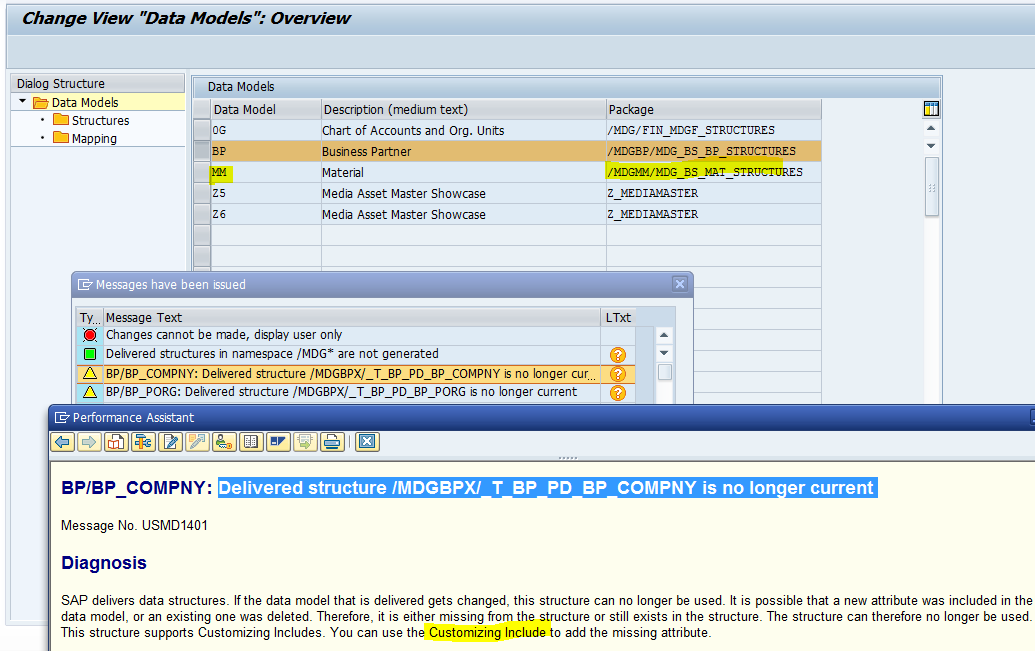 Change View "Data Models": Overview
Dialog Structure
Data Models
Structures
Mapping
Data Models
Data Model Description (medium text) Package
0G Chart of Accounts and Org. Units /MDG/FIN_MDGF_STRUCTURES
BP Business Partner /MDGBP/MDG_BS_BP_STRUCTURES
MM Material /MDGMM/MDG_BS_MAT_STRUCTURES
Z5 Media Asset Master Showcase Z_MEDIAMASTER
Z6 Media Asset Master Showcase Z_MEDIAMASTER
Messages have been issued
Ty... Message Text LTxt
Changes cannot be made, display user only
Delivered structures in namespace /MDG* are not generated
BP/BP_COMPNY: Delivered structure /MDGBPX/_T_BP_PD_BP_COMPNY is no longer cur...
BP/BP_PORG: Delivered structure /MDGBPX/_T_BP_PD_BP_PORG is no longer current
Performance Assistant
BP/BP_COMPNY: Delivered structure /MDGBPX/_T_BP_PD_BP_COMPNY is no longer current
Message No. USMD1401
Diagnosis
SAP delivers data structures. If the data model that is delivered gets changed, this structure can no longer be used. It is possible that a new attribute was included in the
data model, or an existing one was deleted. Therefore, it is either missing from the structure or still exists in the structure. The structure can therefore no longer be used.
This structure supports Customizing Includes. You can use the Customizing Include to add the missing attribute.